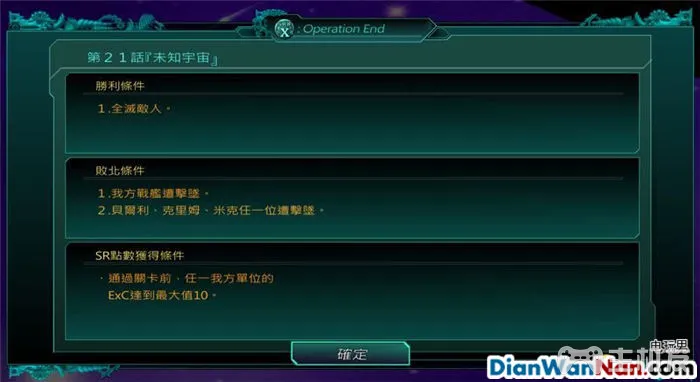 X : Operation End
第２１話『未知宇宙』
勝利條件
１.全滅敵人。
敗北條件
１.我方戰艦遭擊墜。
２.貝爾利、克里姆、米克任一位遭擊墜。
SR點數獲得條件
．通過關卡前、任一我方單位的
ExC達到最大值10。
確定
电玩男
DianWanNan.com